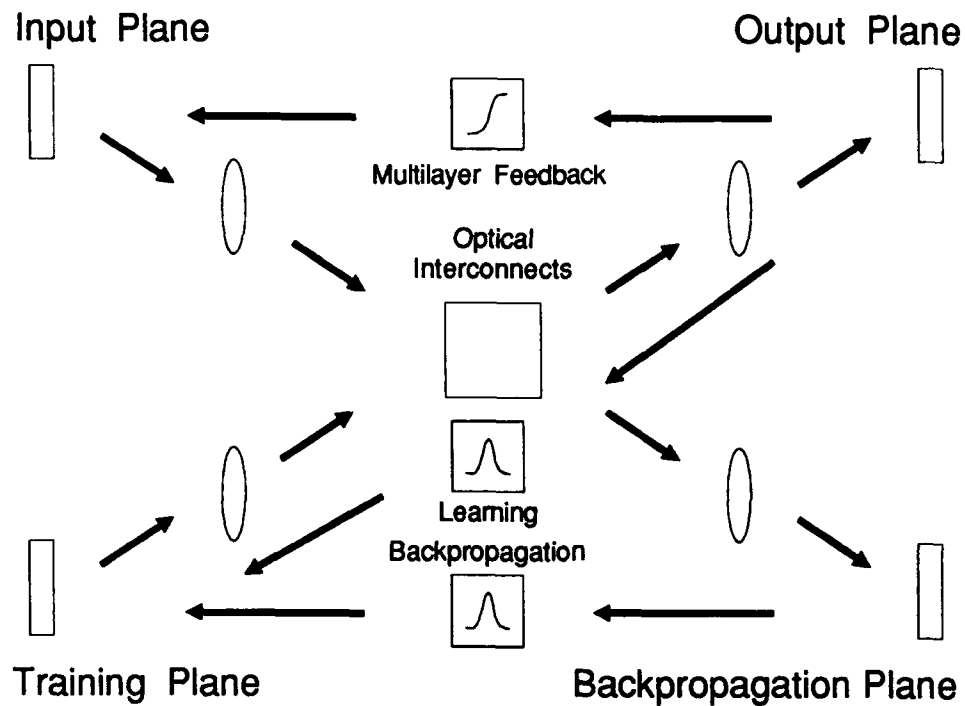 Input Plane
Output Plane
Multilayer Feedback
Optical
Interconnects
Learning
Backpropagation
Training Plane
Backpropagation Plane